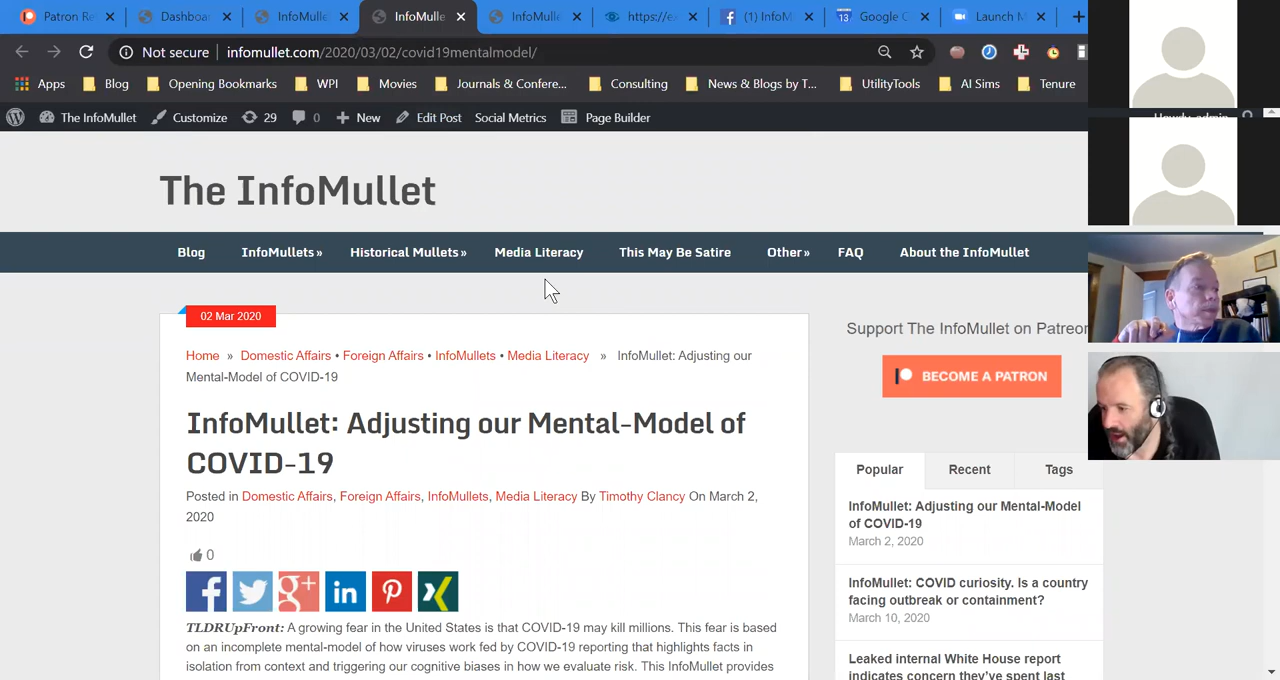 Patron Re
Dashboa
InfoMulle
InfoMulle
InfoMulle
https://e
(1) InfoM
13
Google C
Launch M
Not secure
infomullet.com/2020/03/02/covid19mentalmodel/
Apps
Blog
Opening Bookmarks
WPI
Movies
Journals & Confere...
Consulting
News & Blogs by T...
UtilityTools
AI Sims
Tenure
The InfoMullet
Customize
29
0
New
Edit Post
Social Metrics
Page Builder
Howdy, admin
The InfoMullet
Blog
InfoMullets»
Historical Mullets»
Media Literacy
This May Be Satire
Other»
FAQ
About the InfoMullet
02 Mar 2020
Home » Domestic Affairs • Foreign Affairs • InfoMullets • Media Literacy » InfoMullet: Adjusting our
Mental-Model of COVID-19
InfoMullet: Adjusting our Mental-Model of
COVID-19
Posted in Domestic Affairs, Foreign Affairs, InfoMullets, Media Literacy By Timothy Clancy On March 2,
2020
0
TLDRUpFront: A growing fear in the United States is that COVID-19 may kill millions. This fear is based
on an incomplete mental-model of how viruses work fed by COVID-19 reporting that highlights facts in
isolation from context and triggering our cognitive biases in how we evaluate risk. This InfoMullet provides
Support The InfoMullet on Patreon
BECOME A PATRON
Popular
Recent
Tags
InfoMullet: Adjusting our Mental-Model
of COVID-19
March 2, 2020
InfoMullet: COVID curiosity. Is a country
facing outbreak or containment?
March 10, 2020
Leaked internal White House report
indicates concern they've spent last